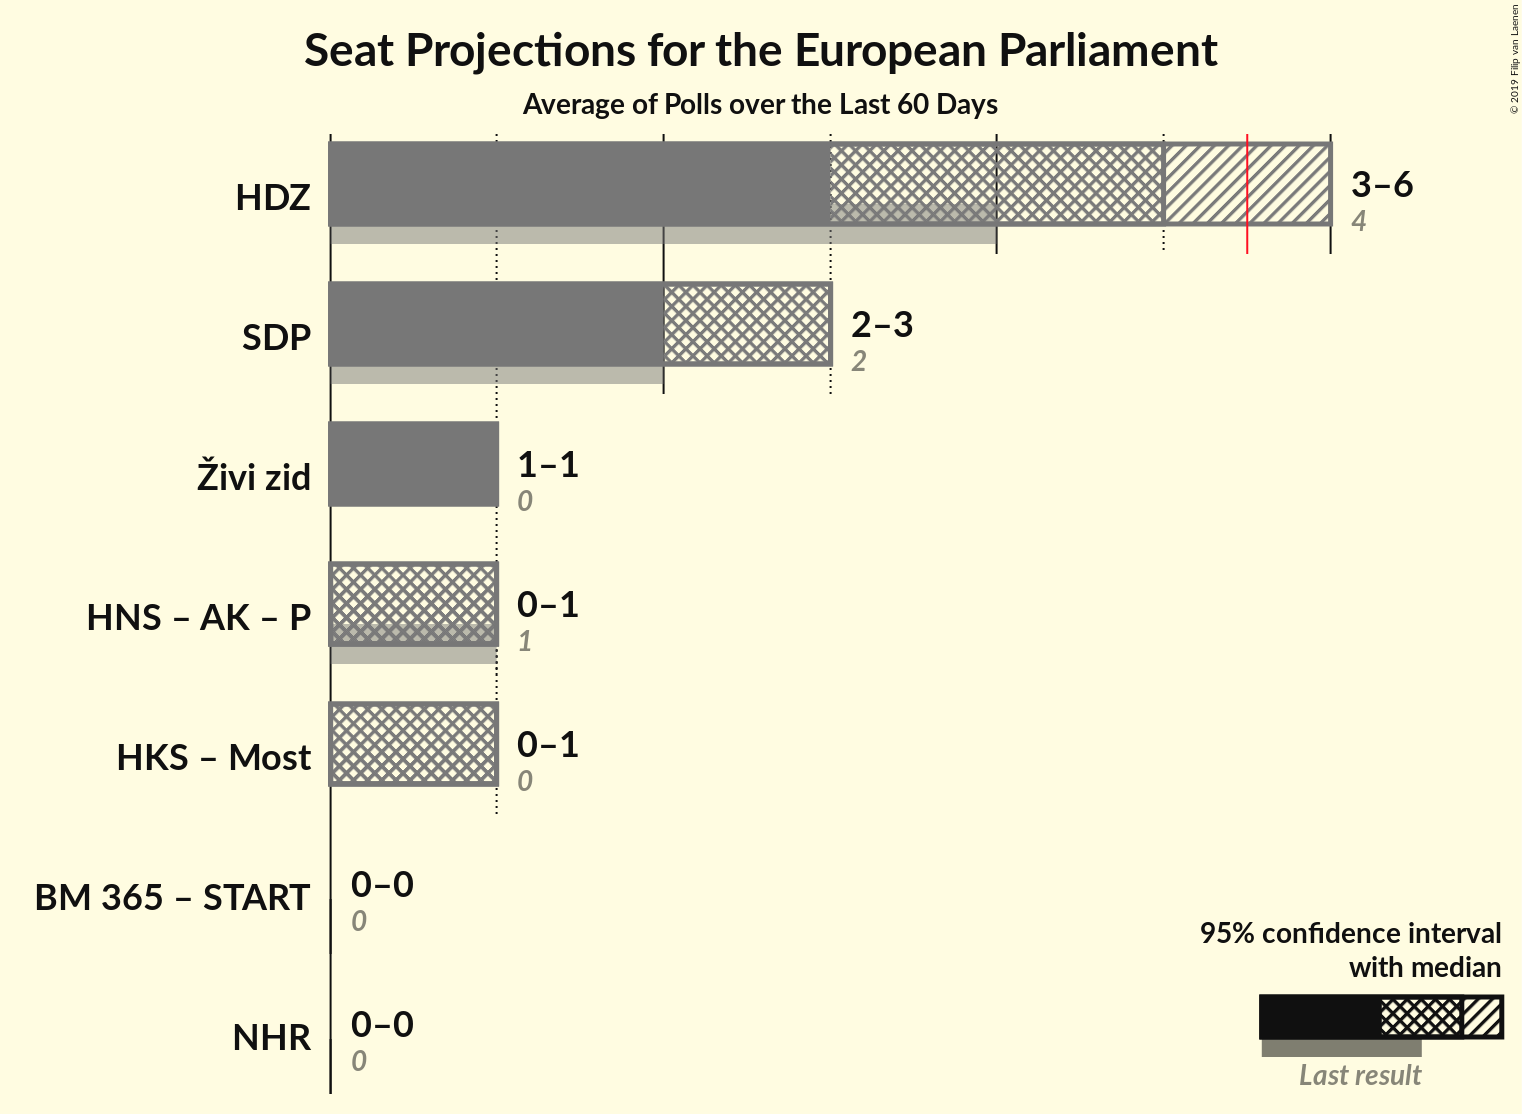 Seat Projections for the European Parliament
Average of Polls over the Last 60 Days
© 2019 Filip van Laenen
HDZ
3–6
4
SDP
2–3
2
Živi zid
1–1
0
HNS – AK – P
0–1
1
HKS – Most
0–1
0
BM 365 – START
0–0
0
NHR
0–0
0
95% confidence interval
with median
Last result